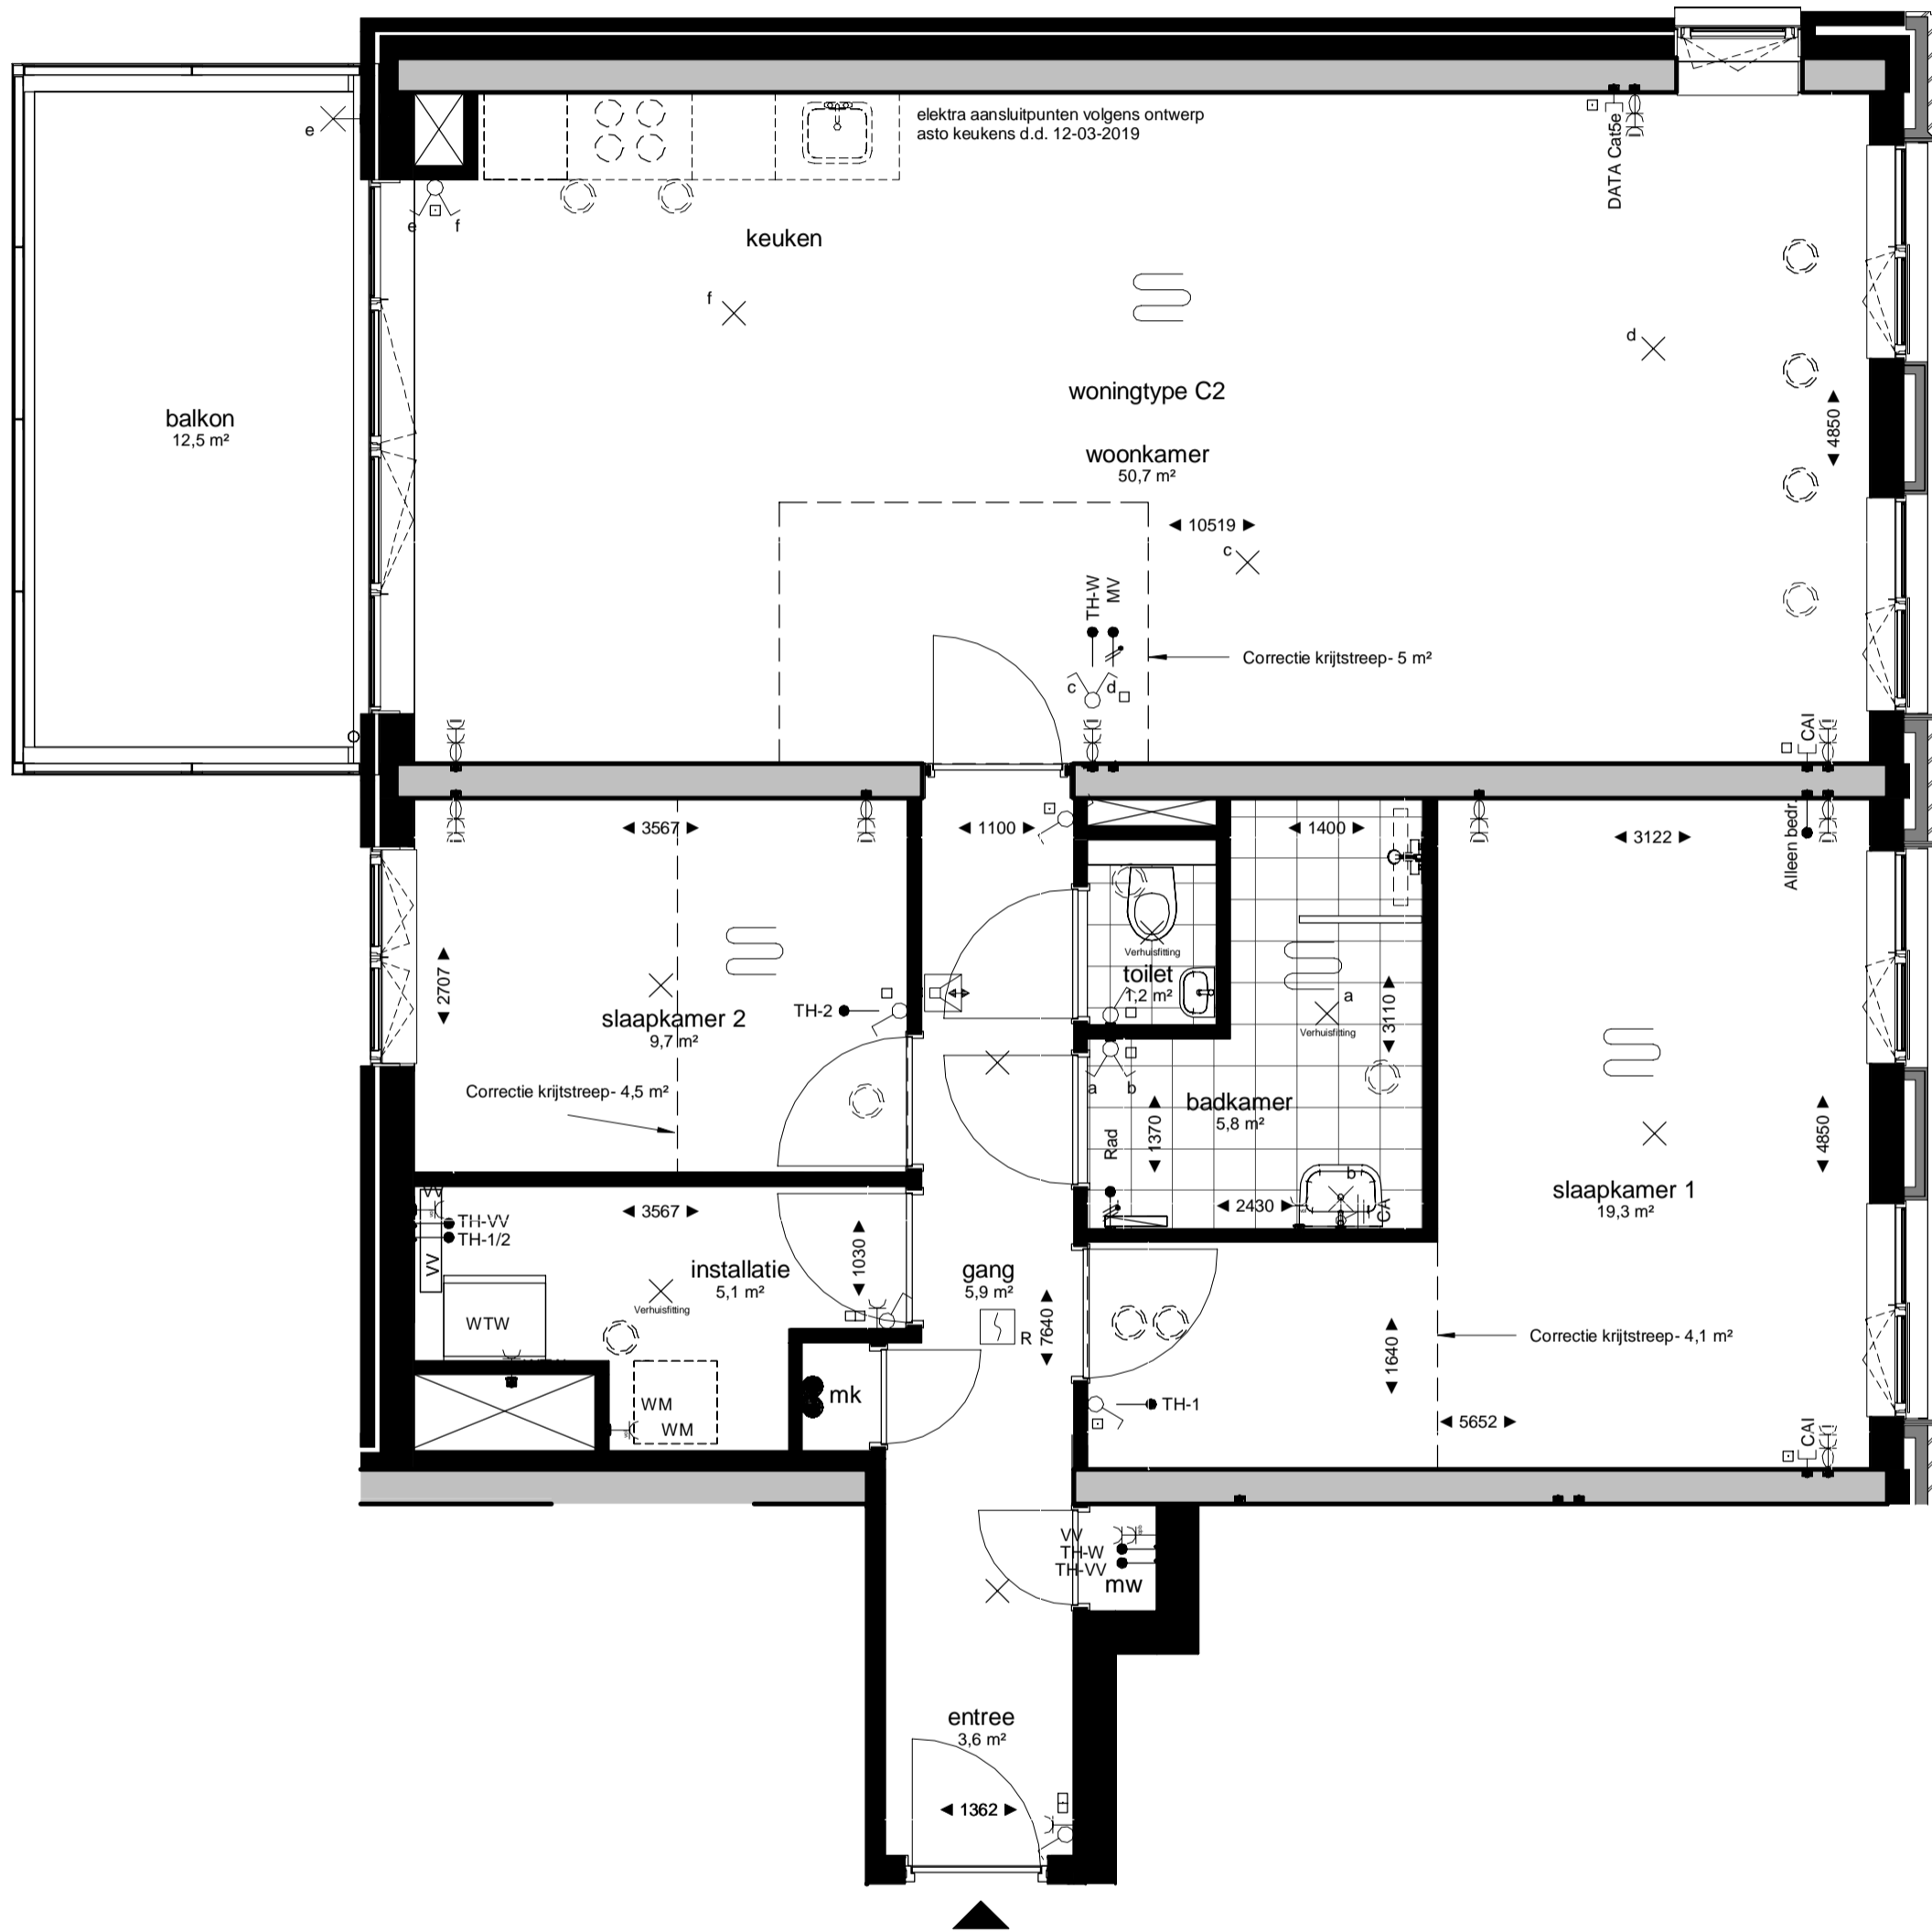 elektra aansluitpunten volgens ontwerp
asto keukens d.d. 12-03-2019
DATA Cat5e
e
e
f
keuken
f
d
woningtype C2
balkon
12,5 m²
4850
woonkamer
50,7 m²
10519
c
TH-W
MV
Correctie krijtstreep- 5 m²
c
d
CAI
3567
1100
1400
3122
Alleen bedr.
2707
Verhuisfitting
toilet
1,2 m²
a
TH-2
slaapkamer 2
9,7 m²
Verhuisfitting
3110
Correctie krijtstreep- 4,5 m²
a
b
badkamer
5,8 m²
Rad
1370
4850
b
slaapkamer 1
19,3 m²
VV
TH-VV
TH-1/2
3567
2430
CA
VV
installatie
5,1 m²
1030
gang
5,9 m²
Verhuisfitting
WTW
R
7640
1640
Correctie krijtstreep- 4,1 m²
mk
WM
WM
TH-1
5652
CAI
VV
TH-W
TH-VV
mw
entree
3,6 m²
1362